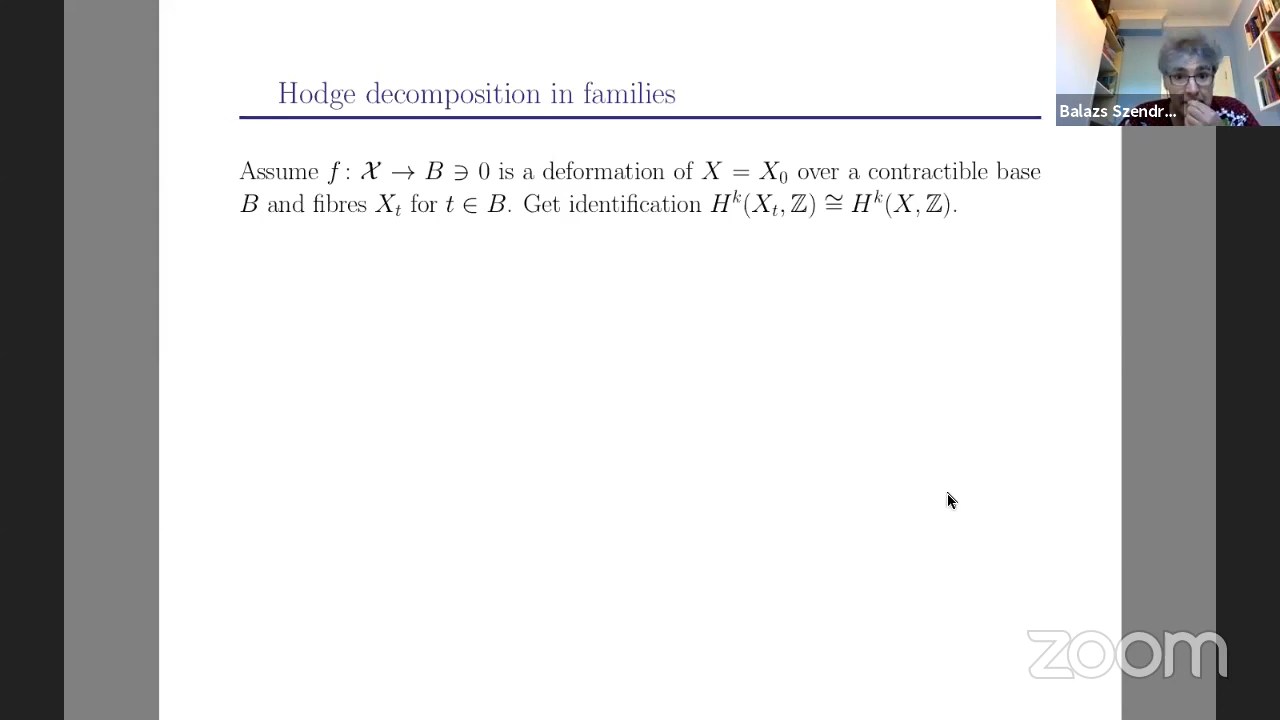 Hodge decomposition in families
Balazs Szendr...
Assume f : 𝒳 → B ∋ 0 is a deformation of X = X₀ over a contractible base
B and fibres Xₜ for t ∈ B. Get identification Hᵏ(Xₜ, ℤ) ≅ Hᵏ(X, ℤ).
zoom